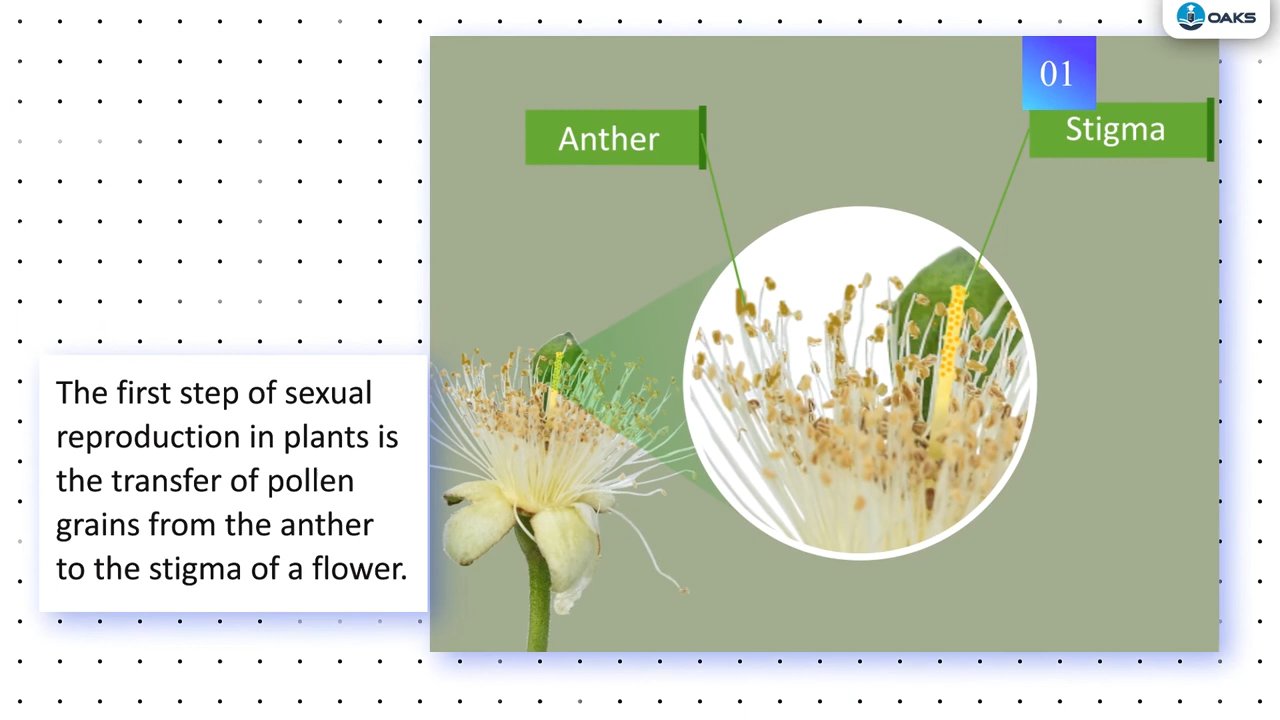 OAKS
01
Anther
Stigma
The first step of sexual
reproduction in plants is
the transfer of pollen
grains from the anther
to the stigma of a flower.